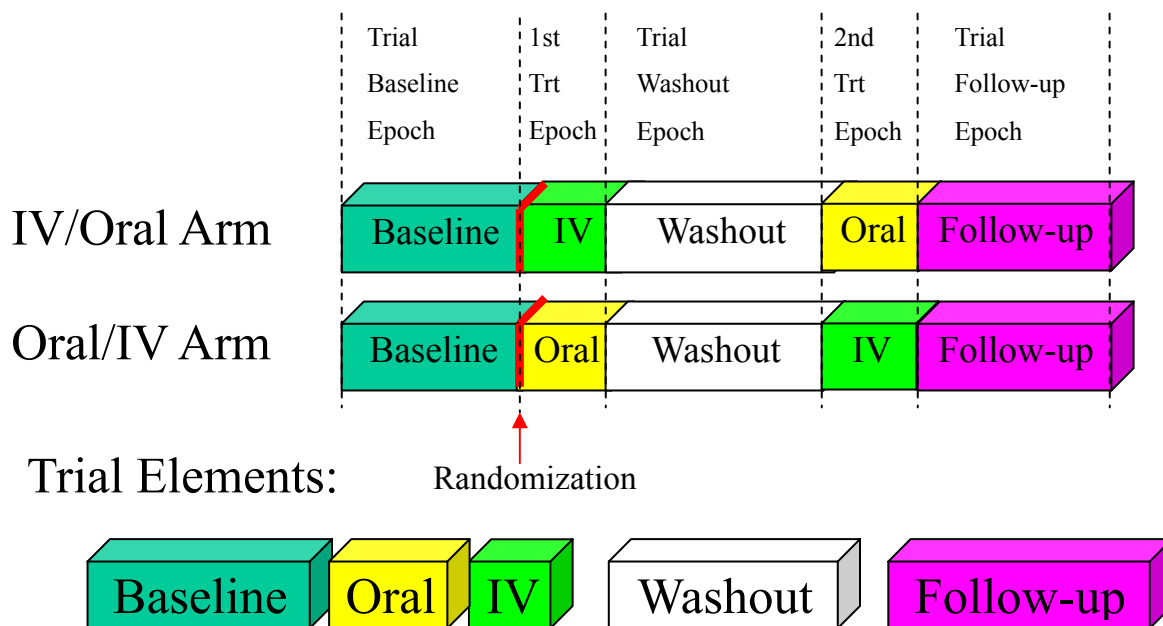 Trial 1st Trial 2nd Trial
Baseline Trt Washout Trt Follow-up
Epoch Epoch Epoch Epoch Epoch
IV/Oral Arm Baseline IV Washout Oral Follow-up
Oral/IV Arm Baseline Oral Washout IV Follow-up
Trial Elements: Randomization
Baseline Oral IV Washout Follow-up